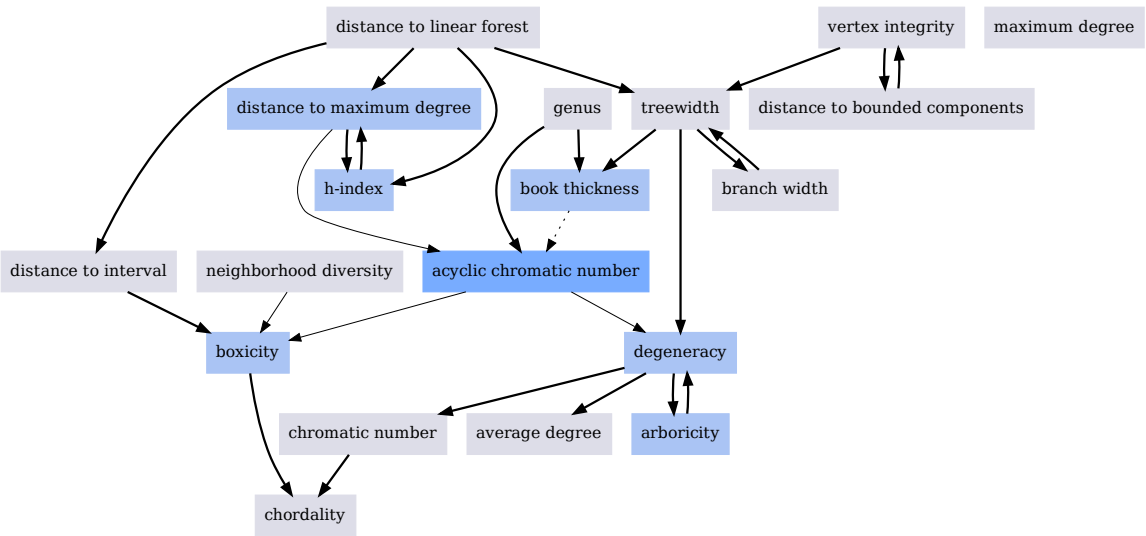 distance to linear forest
vertex integrity
maximum degree
distance to maximum degree
genus
treewidth
distance to bounded components
h-index
book thickness
branch width
distance to interval
neighborhood diversity
acyclic chromatic number
boxicity
degeneracy
chromatic number
average degree
arboricity
chordality